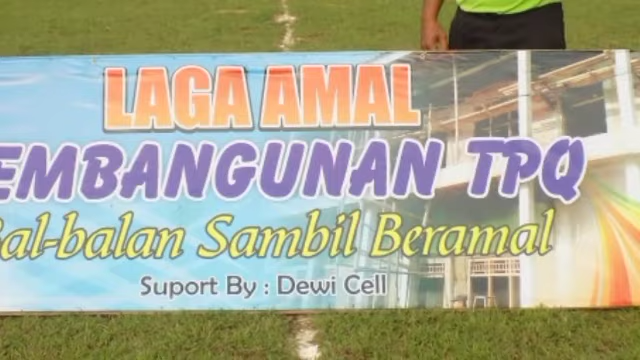 LAGA AMAL
EMBANGUNAN TPQ
al-balan Sambil Beramal
Suport By : Dewi Cell